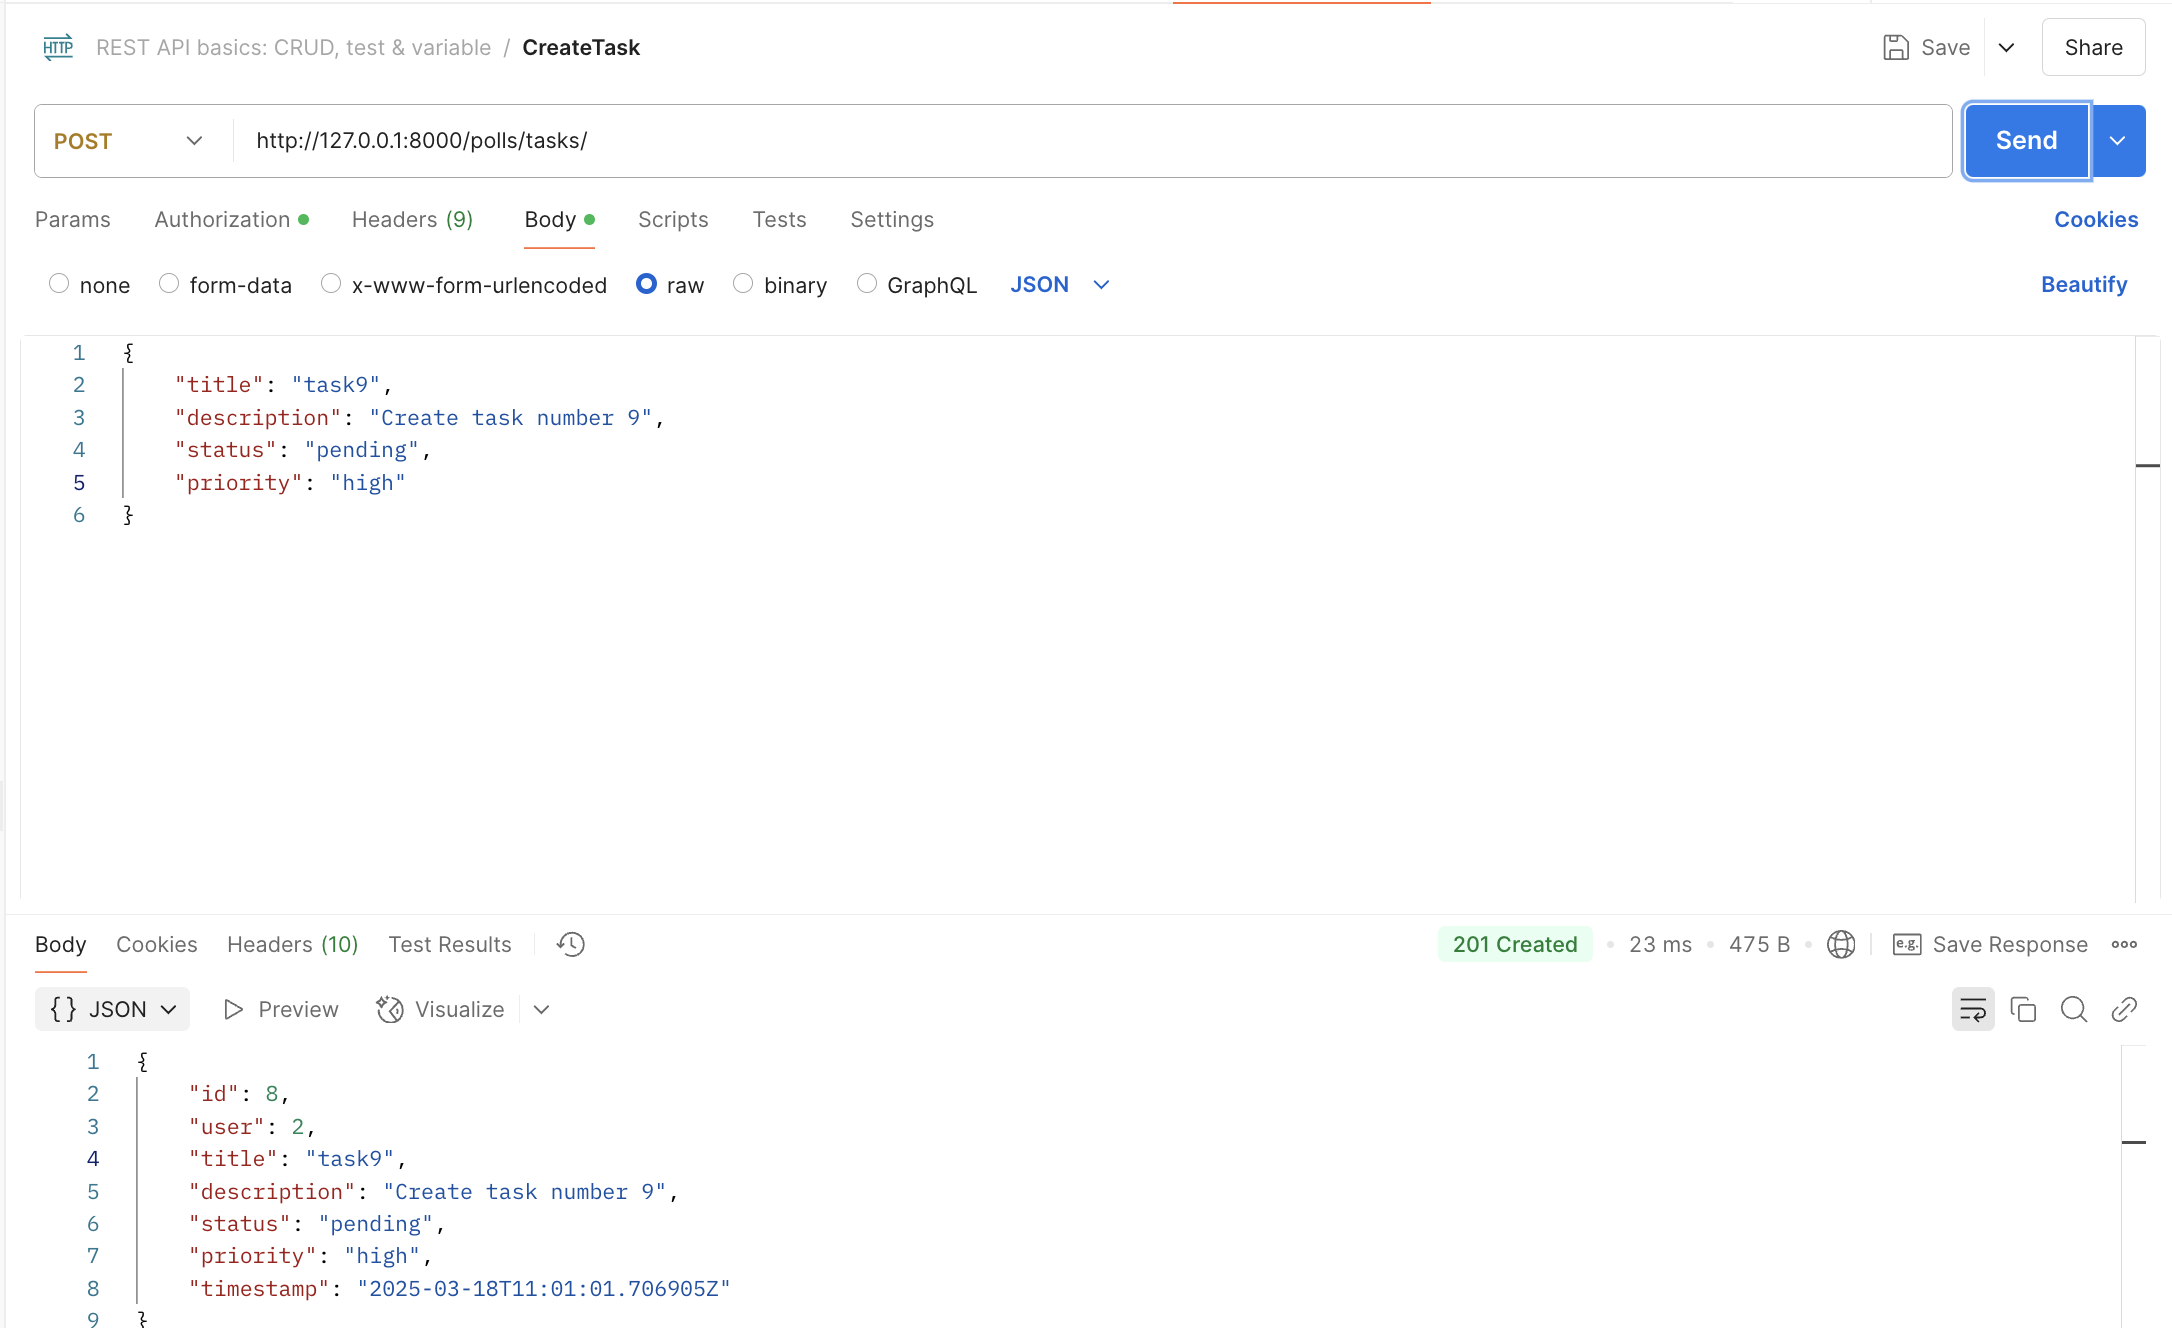 HTTP REST API basics: CRUD, test & variable / CreateTask Save Share
POST http://127.0.0.1:8000/polls/tasks/ Send
Params Authorization Headers (9) Body Scripts Tests Settings Cookies
none form-data x-www-form-urlencoded raw binary GraphQL JSON Beautify
1 {
2 "title": "task9",
3 "description": "Create task number 9",
4 "status": "pending",
5 "priority": "high"
6 }
Body Cookies Headers (10) Test Results 201 Created 23 ms 475 B e.g. Save Response
{} JSON Preview Visualize
1 {
2 "id": 8,
3 "user": 2,
4 "title": "task9",
5 "description": "Create task number 9",
6 "status": "pending",
7 "priority": "high",
8 "timestamp": "2025-03-18T11:01:01.706905Z"
9 }